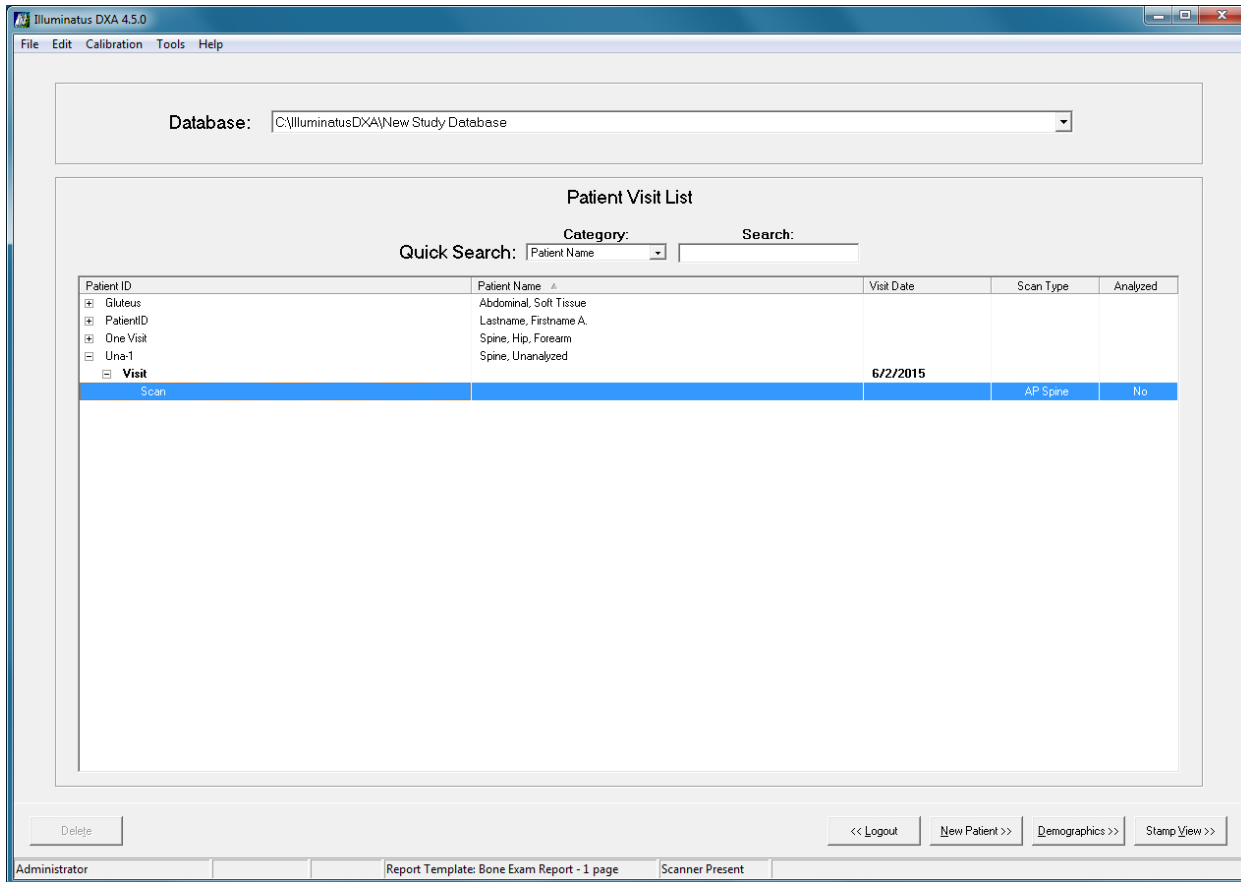 Illuminatus DXA 4.5.0
File Edit Calibration Tools Help
Database: C:\IlluminatusDXA\New Study Database
Patient Visit List
Category: Search:
Quick Search: Patient Name
Patient ID Patient Name Visit Date Scan Type Analyzed
Gluteus Abdominal, Soft Tissue
PatientID Lastname, Firstname A.
One Visit Spine, Hip, Forearm
Una-1 Spine, Unanalyzed
Visit 6/2/2015
Scan AP Spine No
Delete << Logout New Patient >> Demographics >> Stamp View >>
Administrator Report Template: Bone Exam Report - 1 page Scanner Present